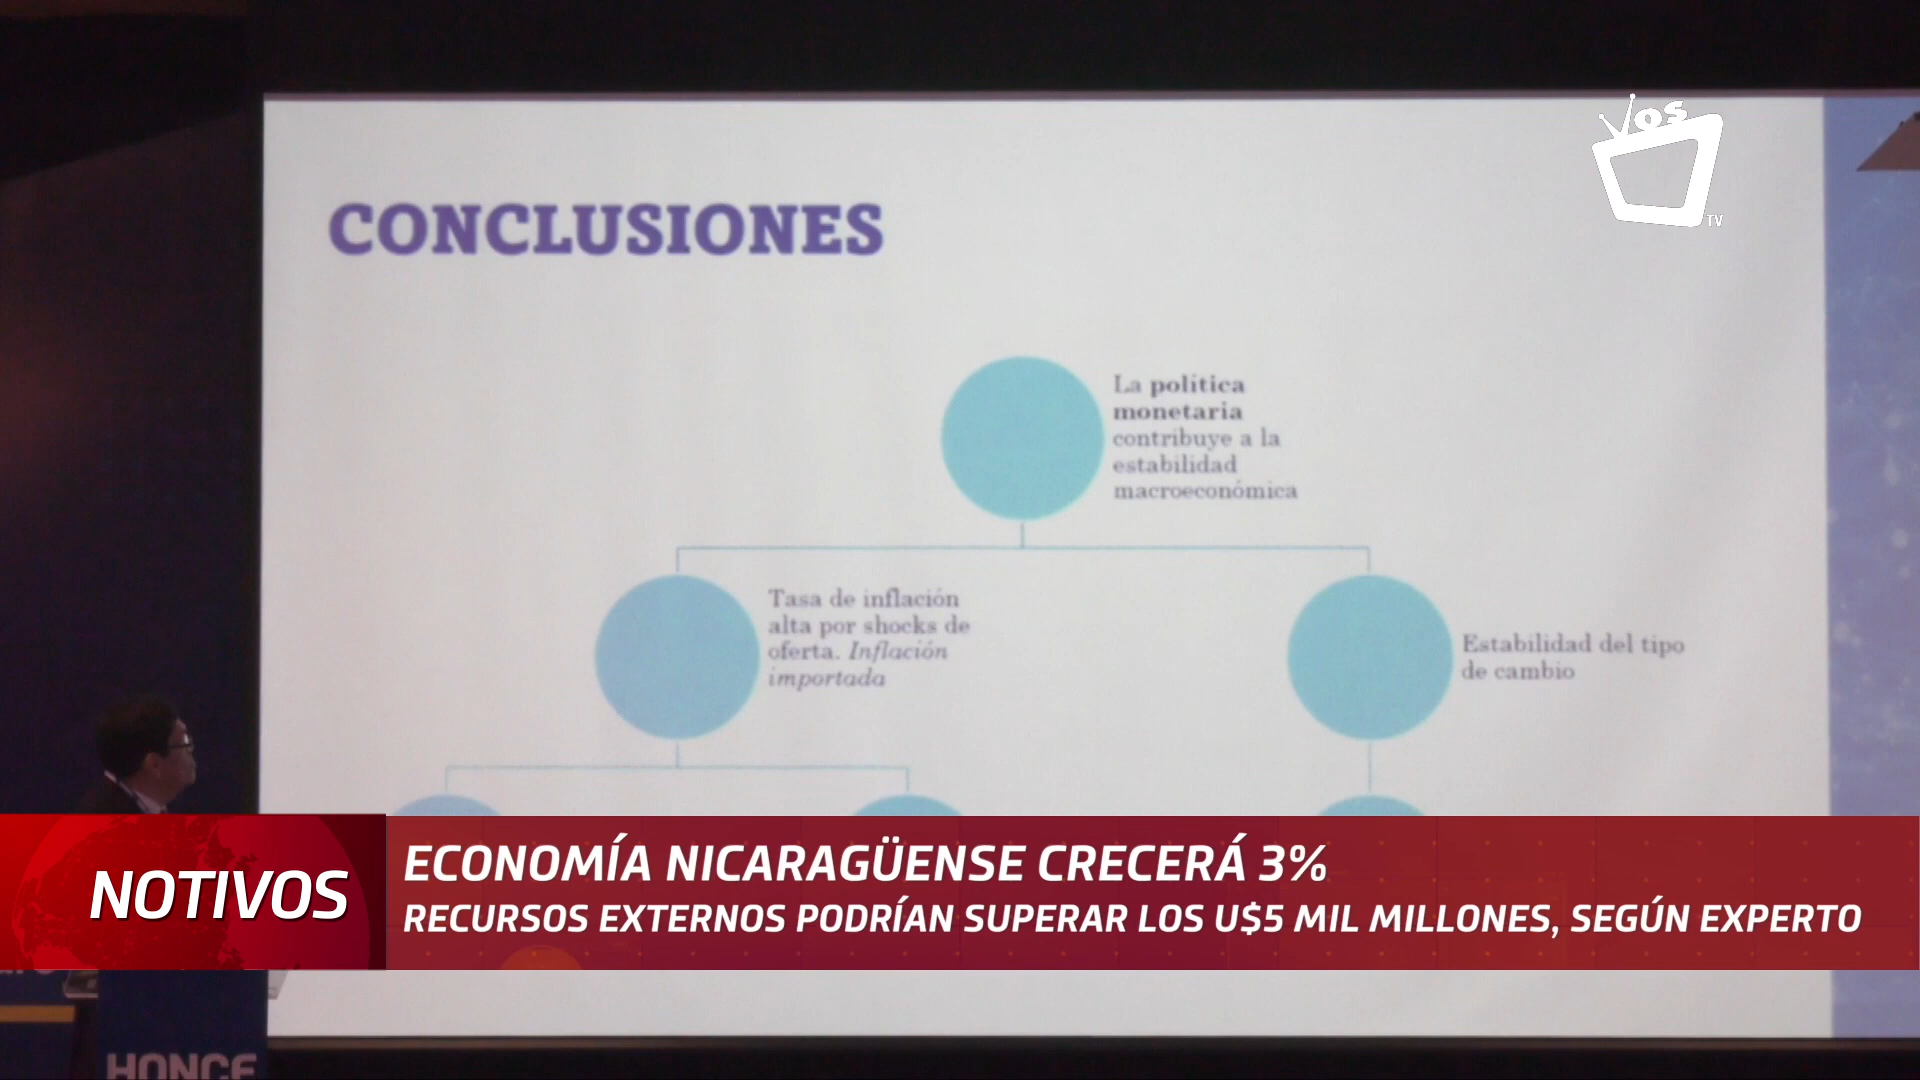 VOS
TV
CONCLUSIONES
La política
monetaria
contribuye a la
estabilidad
macroeconómica
Tasa de inflación
alta por shocks de
oferta. Inflación
importada
Estabilidad del tipo
de cambio
NOTIVOS
ECONOMÍA NICARAGÜENSE CRECERÁ 3%
RECURSOS EXTERNOS PODRÍAN SUPERAR LOS U$5 MIL MILLONES, SEGÚN EXPERTO